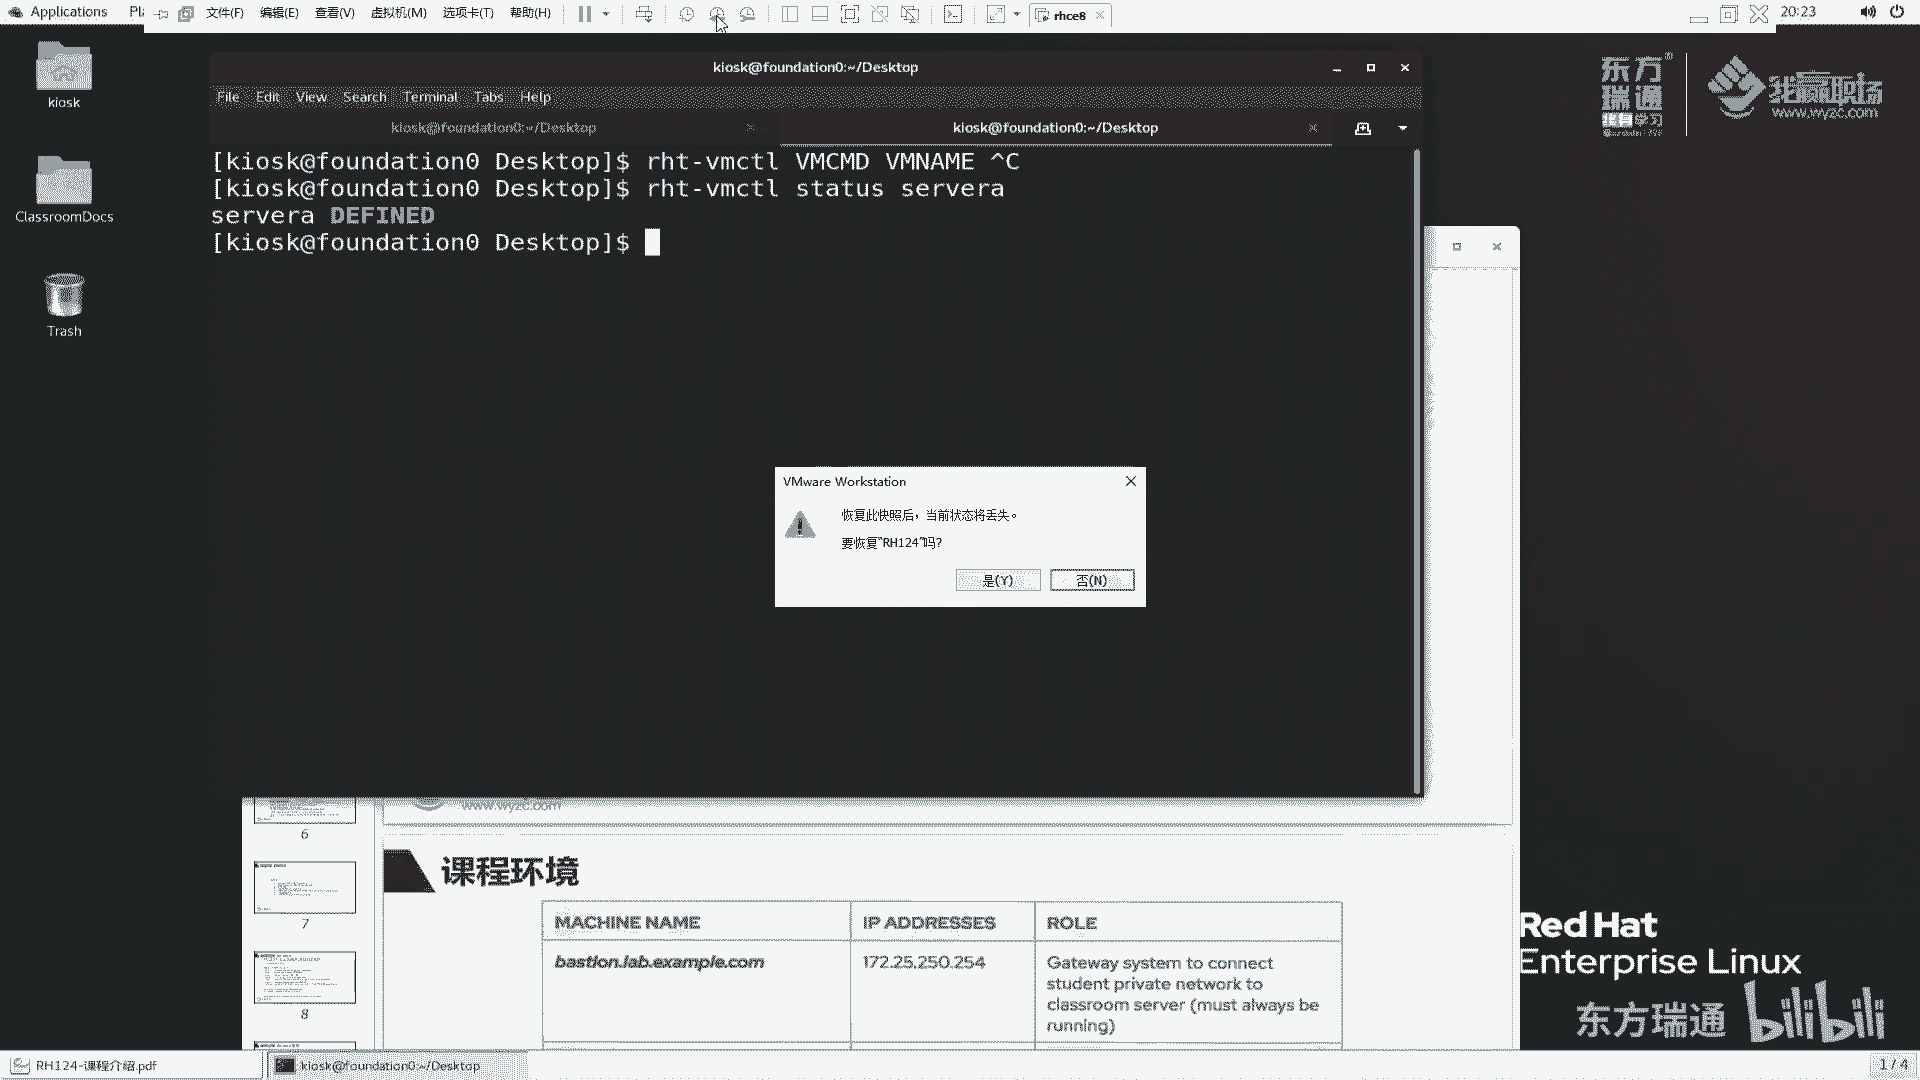 Applications
文件(F) 编辑(E) 查看(V) 虚拟机(M) 选项卡(T) 帮助(H)
rhce8
20:23
kiosk
ClassroomDocs
Trash
kiosk@foundation0:~/Desktop
File Edit View Search Terminal Tabs Help
kiosk@foundation0:~/Desktop
kiosk@foundation0:~/Desktop
[kiosk@foundation0 Desktop]$ rht-vmctl VMCMD VMNAME ^C
[kiosk@foundation0 Desktop]$ rht-vmctl status servera
servera DEFINED
[kiosk@foundation0 Desktop]$
东方
瑞通
我赢职场
www.wyzc.com
VMware Workstation
恢复此快照后，当前状态将丢失。
要恢复"RH124"吗?
是(Y) 否(N)
www.wyzc.com
6
7
8
课程环境
MACHINE NAME IP ADDRESSES ROLE
bastion.lab.example.com 172.25.250.254 Gateway system to connect
student private network to
classroom server (must always be
running)
Red Hat
Enterprise Linux
东方瑞通 bilibili
RH124-课程介绍.pdf
kiosk@foundation0:~/Desktop
1 / 4